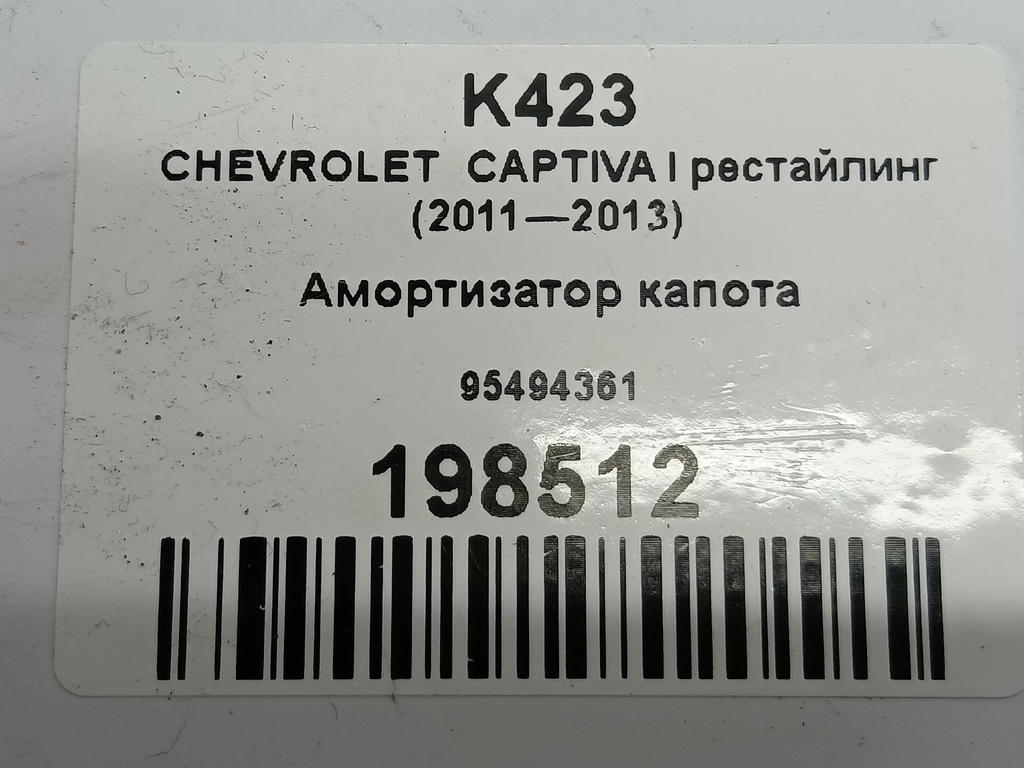 K423
CHEVROLET CAPTIVA I рестайлинг
(2011—2013)
Амортизатор капота
95494361
198512